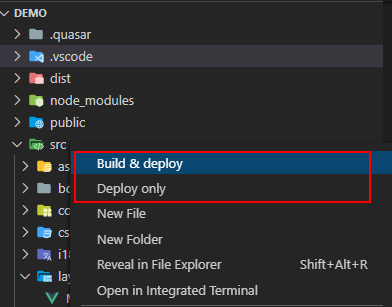 DEMO
.quasar
.vscode
dist
node_modules
public
src
as
Build & deploy
bo
Deploy only
co
New File
cs
New Folder
i18
Reveal in File Explorer Shift+Alt+R
lay
Open in Integrated Terminal